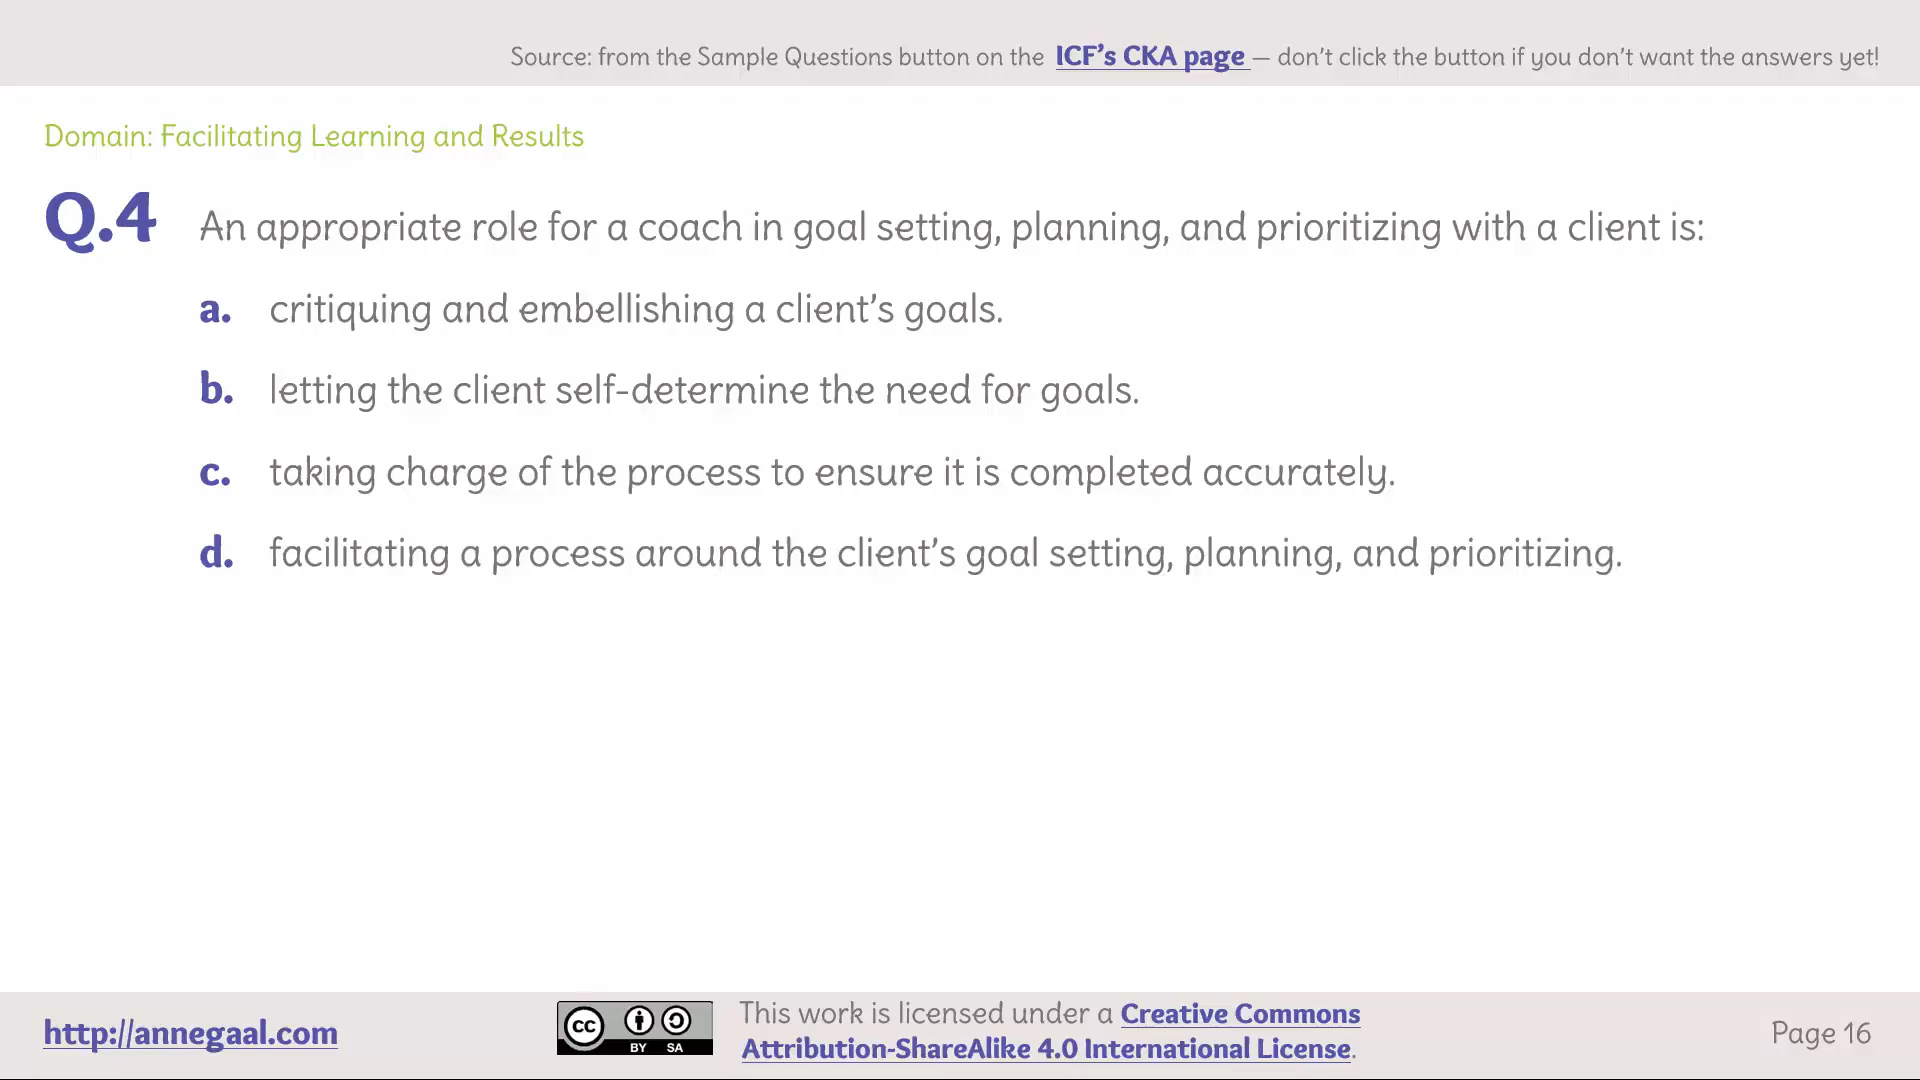 Source: from the Sample Questions button on the ICF’s CKA page — don’t click the button if you don’t want the answers yet!
Domain: Facilitating Learning and Results
Q.4 An appropriate role for a coach in goal setting, planning, and prioritizing with a client is:
a. critiquing and embellishing a client’s goals.
b. letting the client self-determine the need for goals.
c. taking charge of the process to ensure it is completed accurately.
d. facilitating a process around the client’s goal setting, planning, and prioritizing.
http://annegaal.com
cc BY SA
This work is licensed under a Creative Commons
Attribution-ShareAlike 4.0 International License.
Page 16